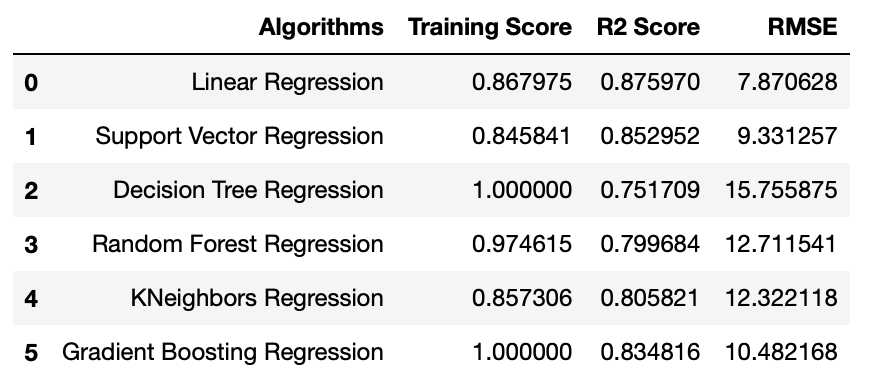 Algorithms Training Score R2 Score RMSE
0 Linear Regression 0.867975 0.875970 7.870628
1 Support Vector Regression 0.845841 0.852952 9.331257
2 Decision Tree Regression 1.000000 0.751709 15.755875
3 Random Forest Regression 0.974615 0.799684 12.711541
4 KNeighbors Regression 0.857306 0.805821 12.322118
5 Gradient Boosting Regression 1.000000 0.834816 10.482168